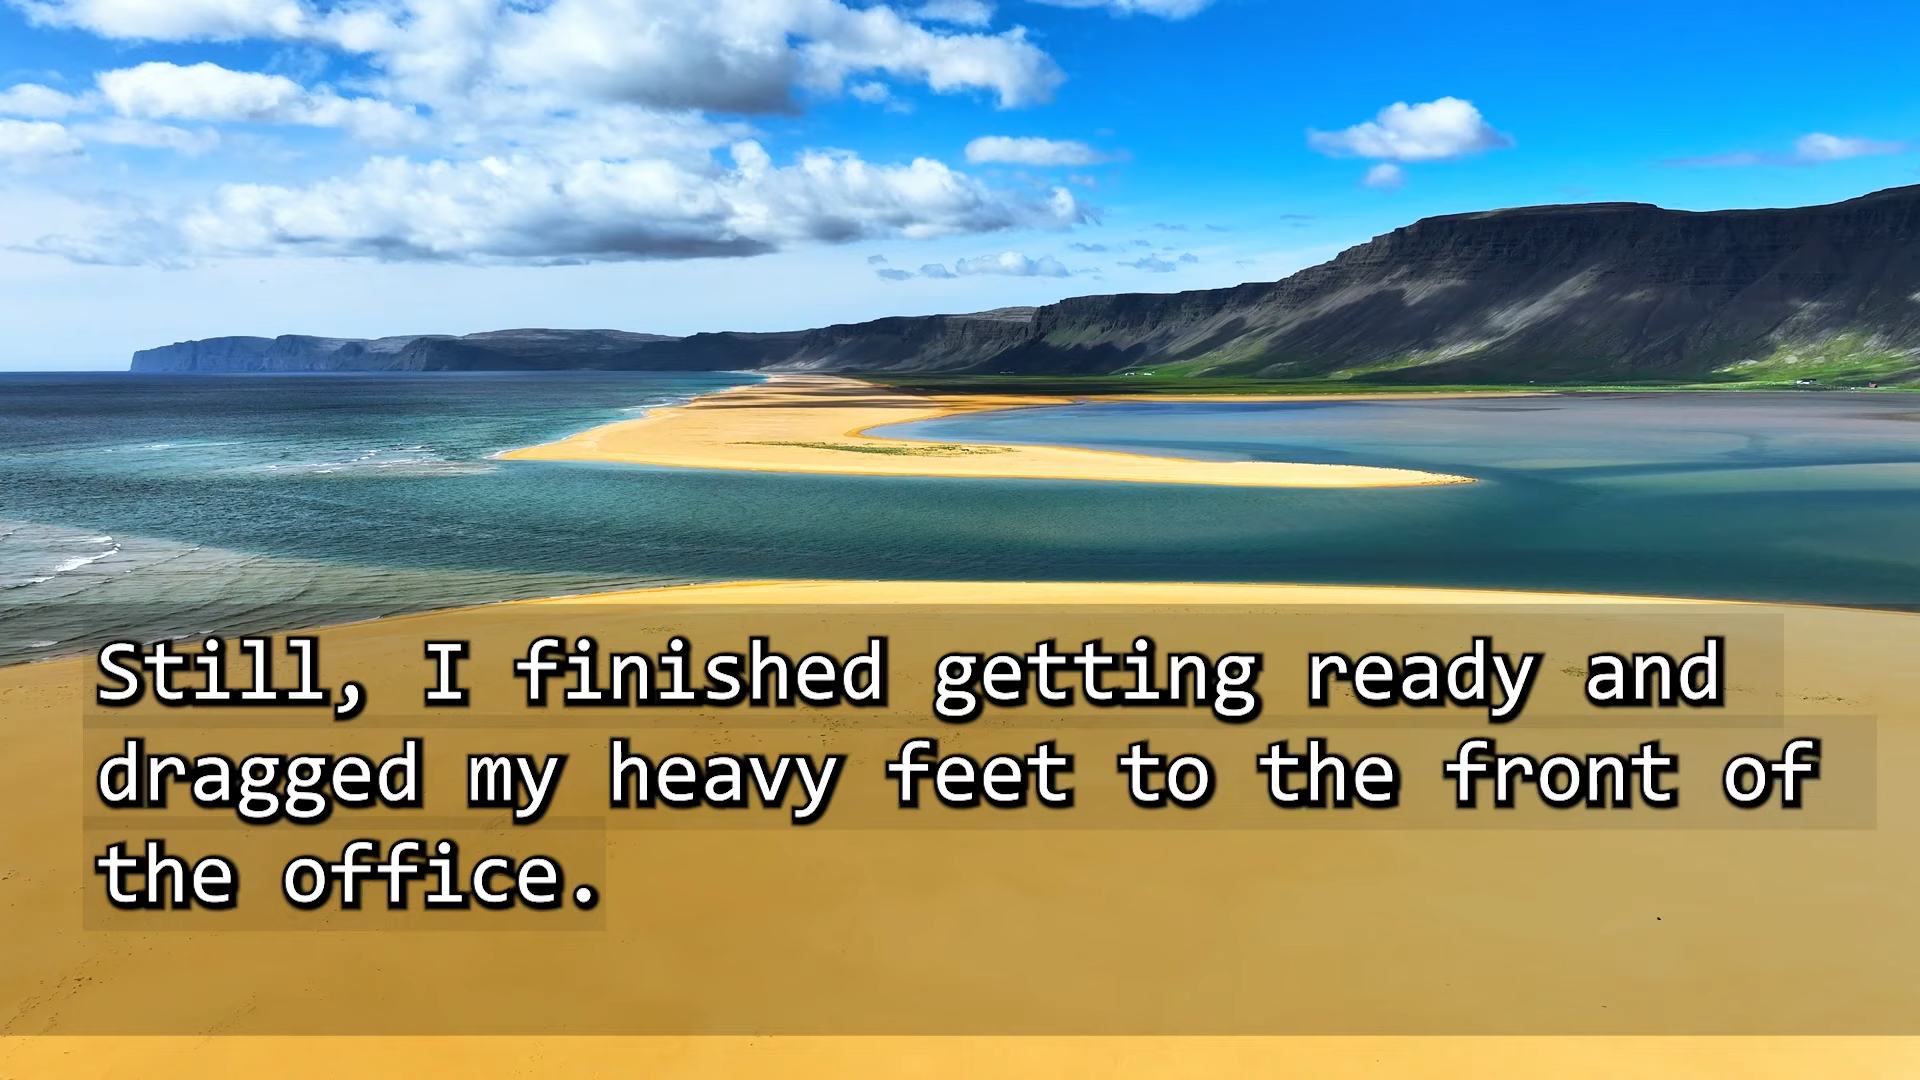 Still, I finished getting ready and
dragged my heavy feet to the front of
the office.